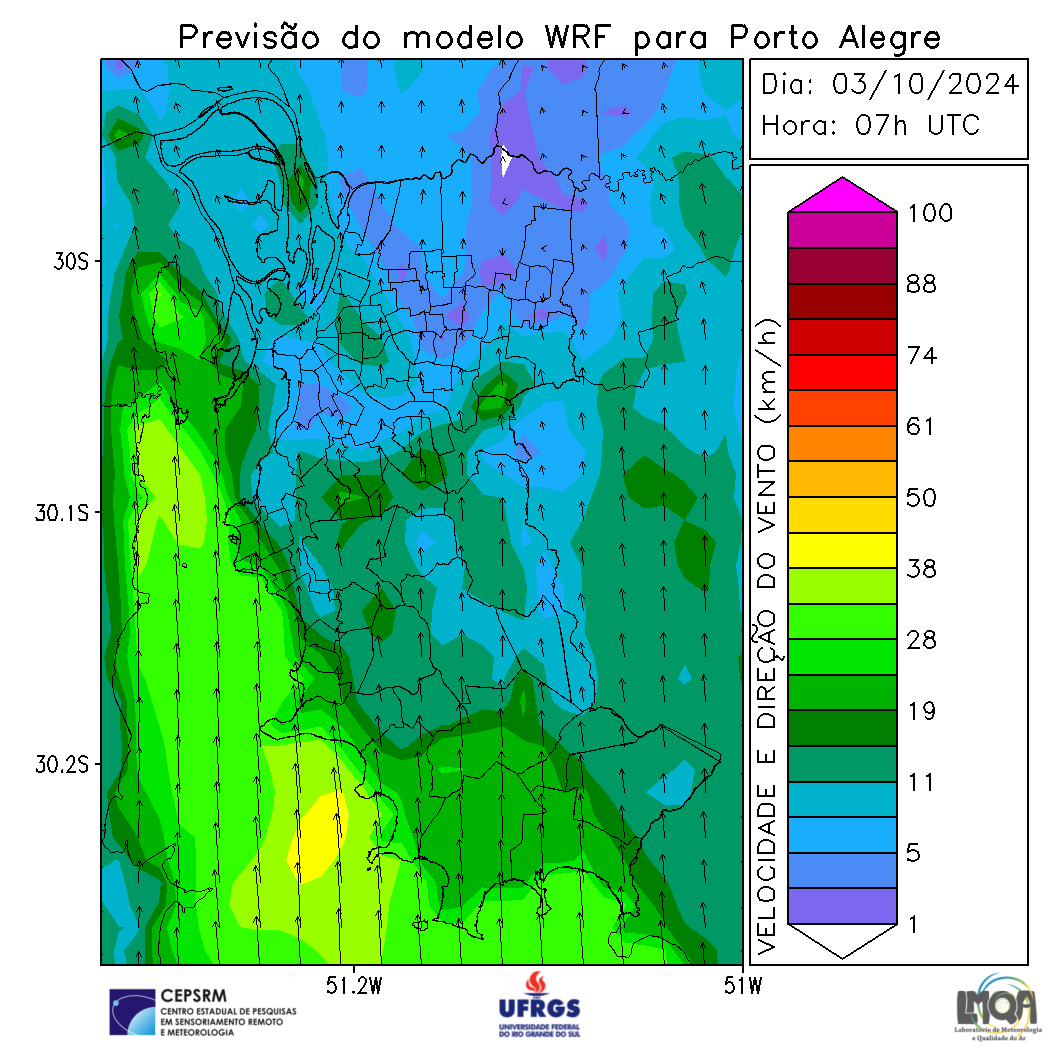 Previsão do modelo WRF para Porto Alegre
Dia: 03/10/2024
Hora: 07h UTC
30S
30.1S
30.2S
51.2W
51W
VELOCIDADE E DIREÇÃO DO VENTO (km/h)
100
88
74
61
50
38
28
19
11
5
1
CEPSRM
CENTRO ESTADUAL DE PESQUISAS
EM SENSORIAMENTO REMOTO
E METEOROLOGIA
UFRGS
UNIVERSIDADE FEDERAL
DO RIO GRANDE DO SUL
LMQA
Laboratório de Meteorologia
e Qualidade do Ar